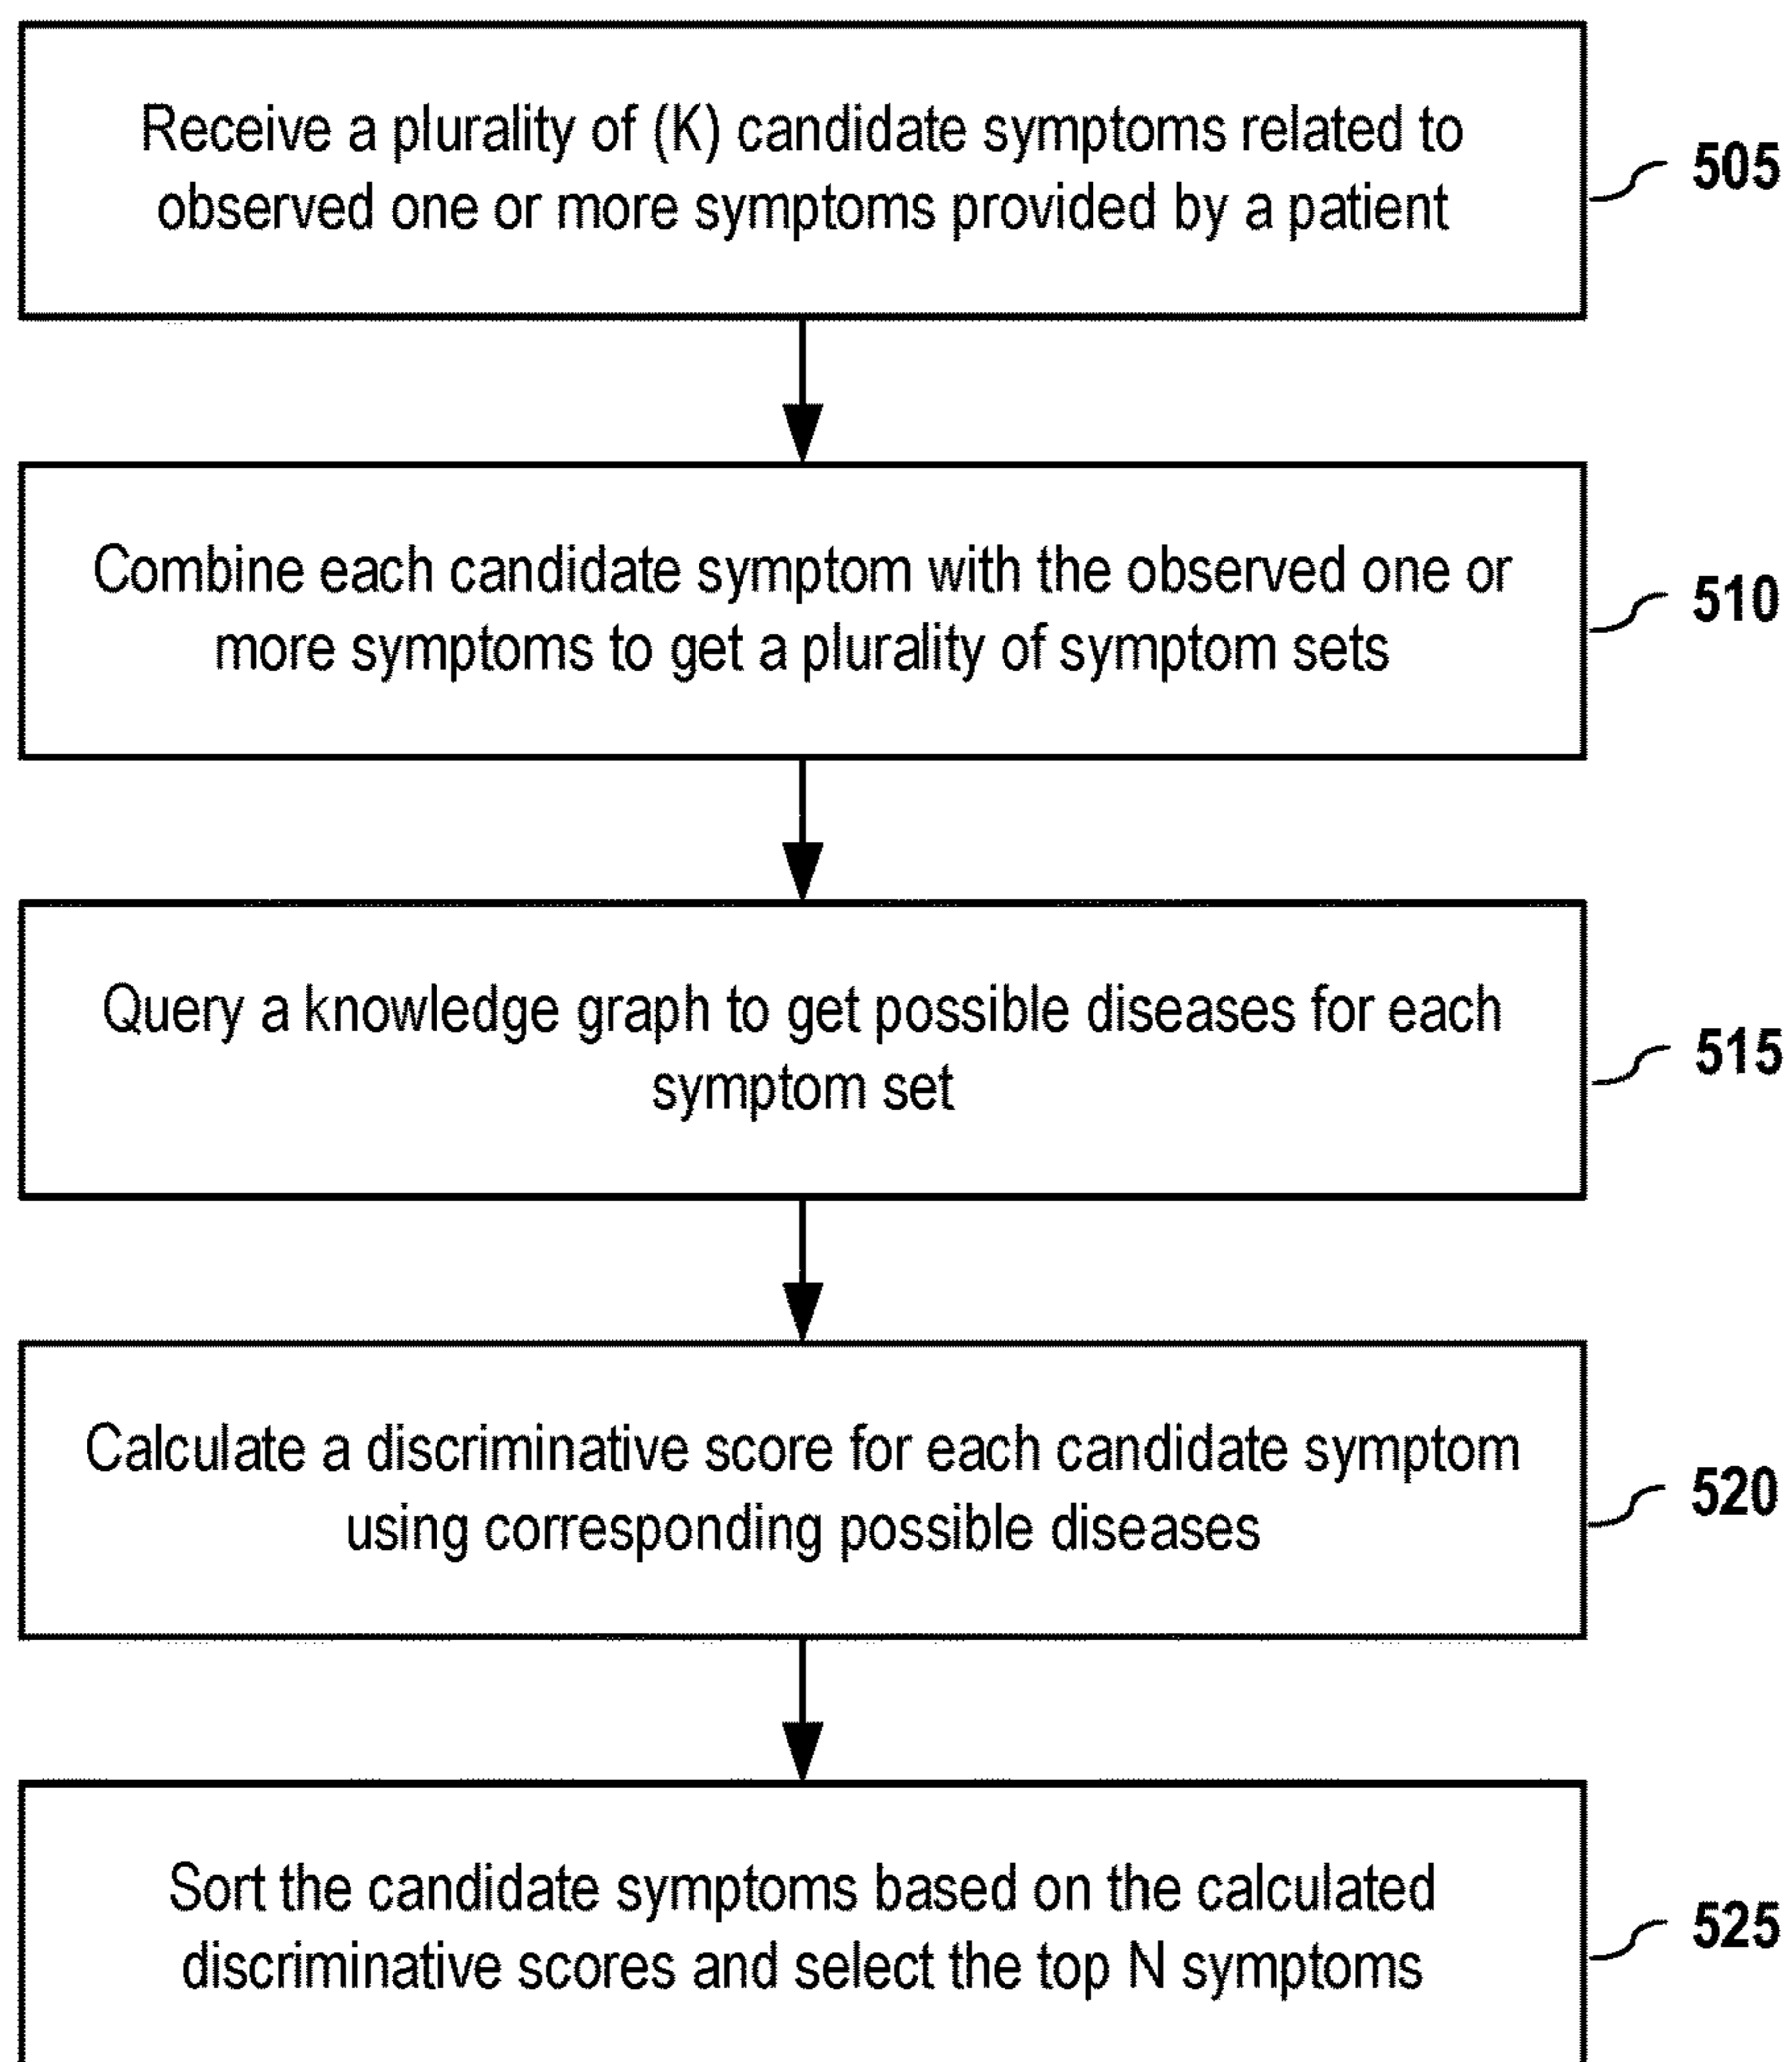 Receive a plurality of (K) candidate symptoms related to
observed one or more symptoms provided by a patient
505
Combine each candidate symptom with the observed one or
more symptoms to get a plurality of symptom sets
510
Query a knowledge graph to get possible diseases for each
symptom set
515
Calculate a discriminative score for each candidate symptom
using corresponding possible diseases
520
Sort the candidate symptoms based on the calculated
discriminative scores and select the top N symptoms
525